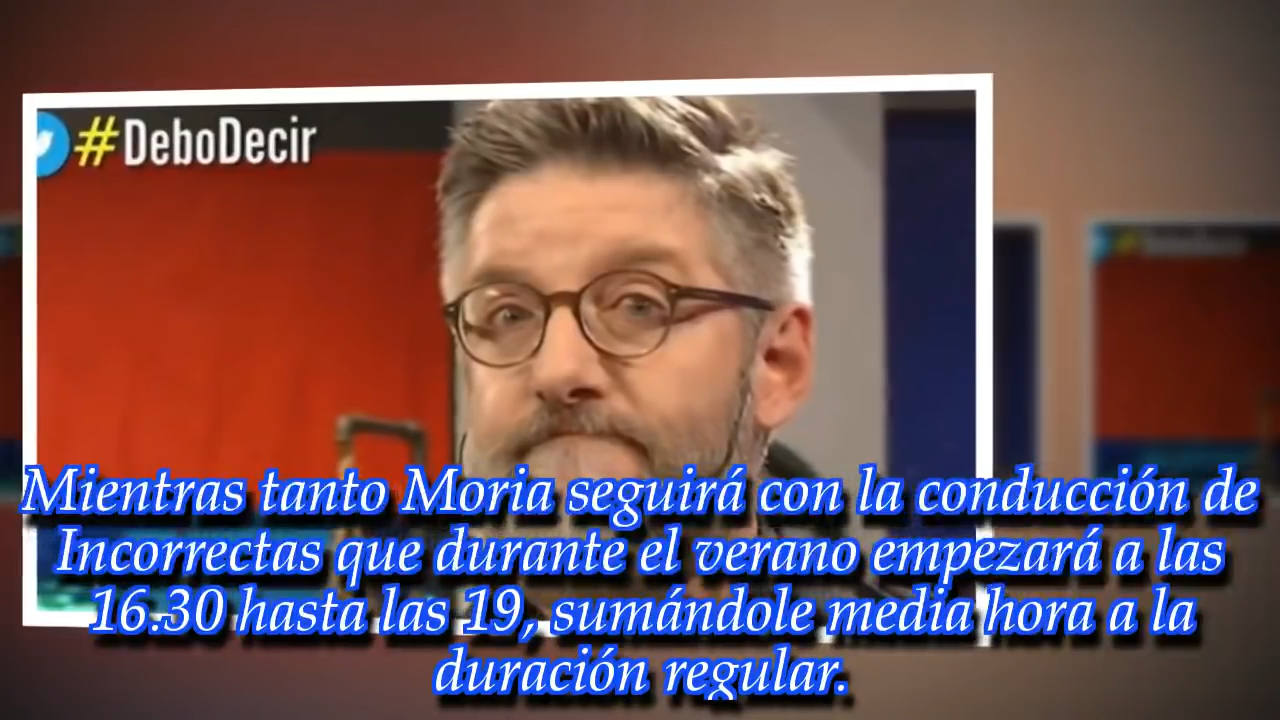 #DeboDecir
Mientras tanto Moria seguirá con la conducción de
Incorrectas que durante el verano empezará a las
16.30 hasta las 19, sumándole media hora a la
duración regular.